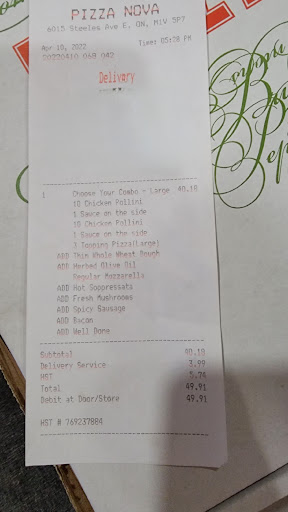 PIZZA NOVA
6015 Steeles Ave E, ON, M1V 5P7
Apr 10, 2022 Time: 05:28 PM
20220410 069 042
Delivery
1 Choose Your Combo - Large 40.18
10 Chicken Pollini
1 Sauce on the side
10 Chicken Pollini
1 Sauce on the side
3 Topping Pizza(Large)
ADD Thin Whole Wheat Dough
ADD Herbed Olive Oil
Regular Mozzarella
ADD Hot Soppressata
ADD Fresh Mushrooms
ADD Spicy Sausage
ADD Bacon
ADD Well Done
Subtotal 40.18
Delivery Service 3.99
HST 5.74
Total 49.91
Debit at Door/Store 49.91
HST # 769237884